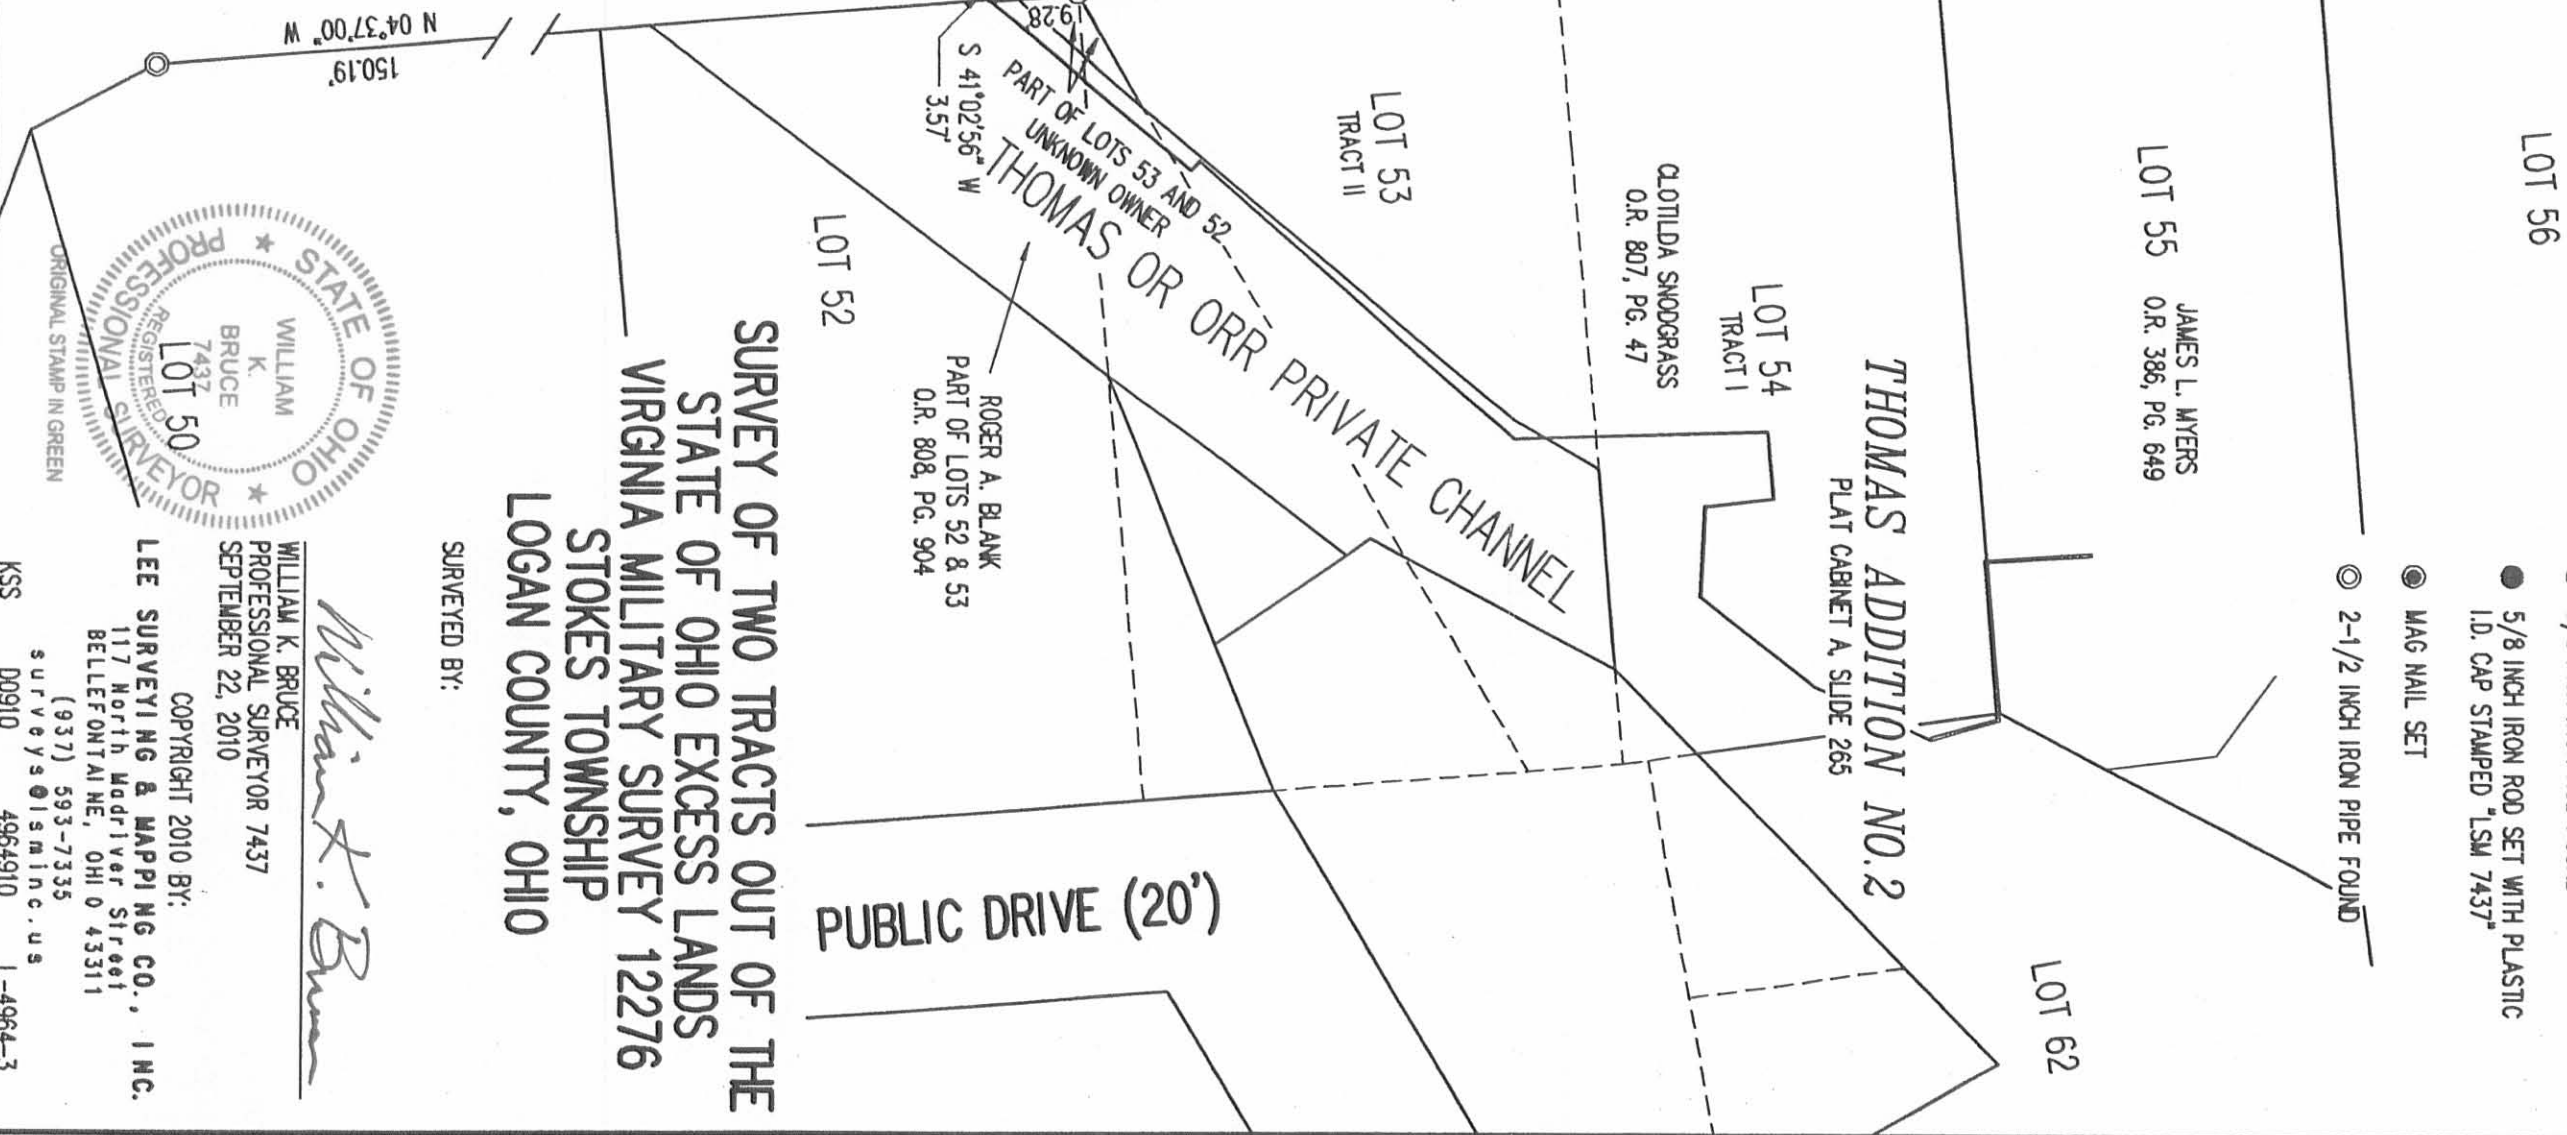 LOT 56
5/8 INCH IRON ROD SET WITH PLASTIC
I.D. CAP STAMPED "LSM 7437"
MAG NAIL SET
2-1/2 INCH IRON PIPE FOUND
LOT 55
JAMES L. MYERS
O.R. 386, PG. 649
LOT 62
THOMAS ADDITION NO.2
PLAT CABINET A, SLIDE 265
LOT 54
TRACT I
CLOTILDA SNODGRASS
O.R. 807, PG. 47
LOT 53
TRACT II
THOMAS OR ORR PRIVATE CHANNEL
PART OF LOTS 53 AND 52
UNKNOWN OWNER
19.28
S 41°02'56" W
3.57'
ROGER A. BLANK
PART OF LOTS 52 & 53
O.R. 808, PG. 904
LOT 52
PUBLIC DRIVE (20')
N 04°37'00" W
150.19'
SURVEY OF TWO TRACTS OUT OF THE
STATE OF OHIO EXCESS LANDS
VIRGINIA MILITARY SURVEY 12276
STOKES TOWNSHIP
LOGAN COUNTY, OHIO
SURVEYED BY:
William K. Bruce
WILLIAM K. BRUCE
PROFESSIONAL SURVEYOR 7437
SEPTEMBER 22, 2010
STATE OF OHIO
WILLIAM
K.
BRUCE
7437
REGISTERED
PROFESSIONAL SURVEYOR
LOT 50
ORIGINAL STAMP IN GREEN
COPYRIGHT 2010 BY:
LEE SURVEYING & MAPPING CO., INC.
117 North Madriver Street
BELLEFONTAINE, OHIO 43311
(937) 593-7335
surveys@lsminc.us
KSS D0910 4964910 1-4964-3